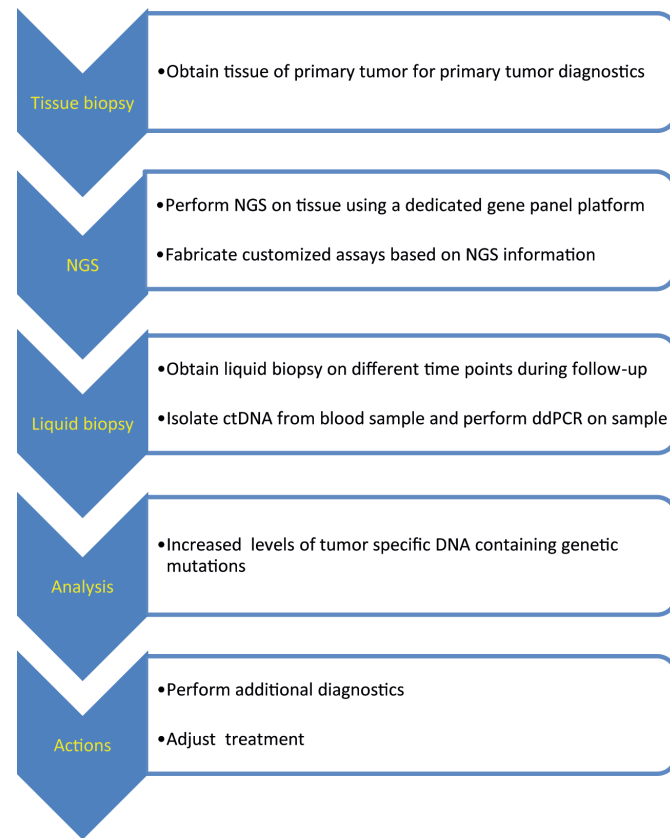 Tissue biopsy
•Obtain tissue of primary tumor for primary tumor diagnostics
NGS
•Perform NGS on tissue using a dedicated gene panel platform
•Fabricate customized assays based on NGS information
Liquid biopsy
•Obtain liquid biopsy on different time points during follow-up
•Isolate ctDNA from blood sample and perform ddPCR on sample
Analysis
•Increased levels of tumor specific DNA containing genetic
mutations
Actions
•Perform additional diagnostics
•Adjust treatment